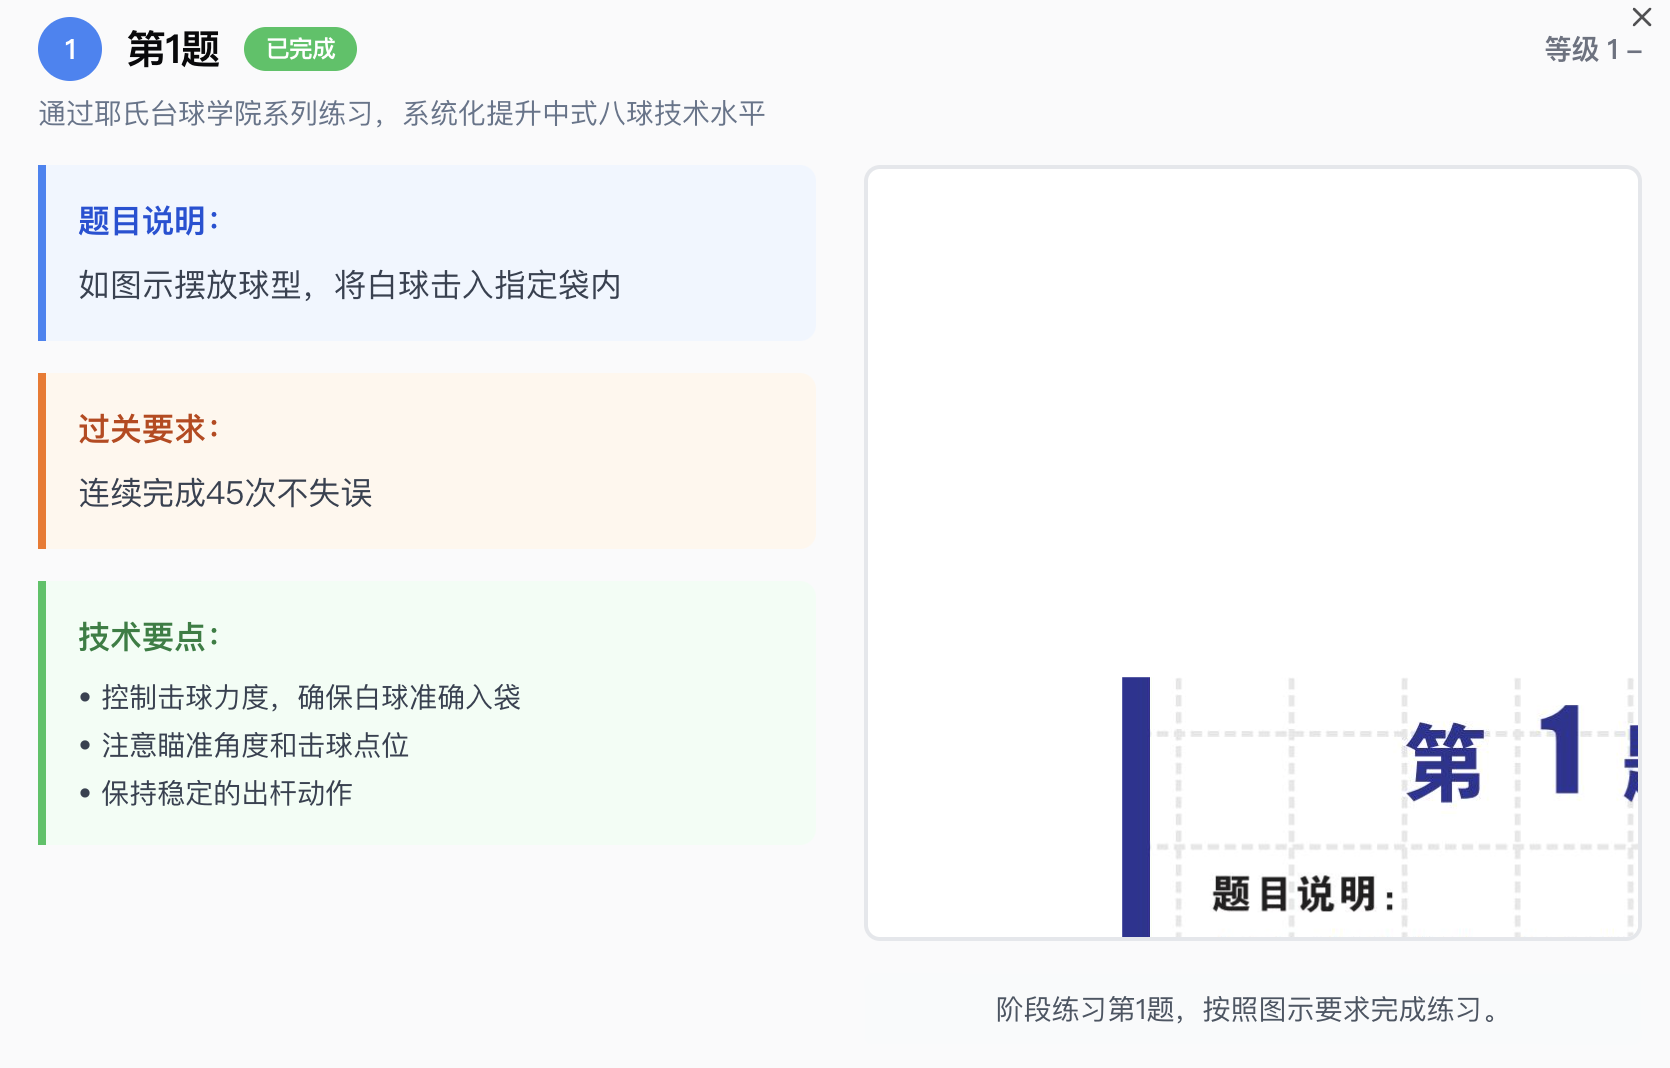 1 第1题 已完成
等级 1 –
通过耶氏台球学院系列练习，系统化提升中式八球技术水平
题目说明：
如图示摆放球型，将白球击入指定袋内
过关要求：
连续完成45次不失误
技术要点：
• 控制击球力度，确保白球准确入袋
• 注意瞄准角度和击球点位
• 保持稳定的出杆动作
第 1
题目说明：
阶段练习第1题，按照图示要求完成练习。